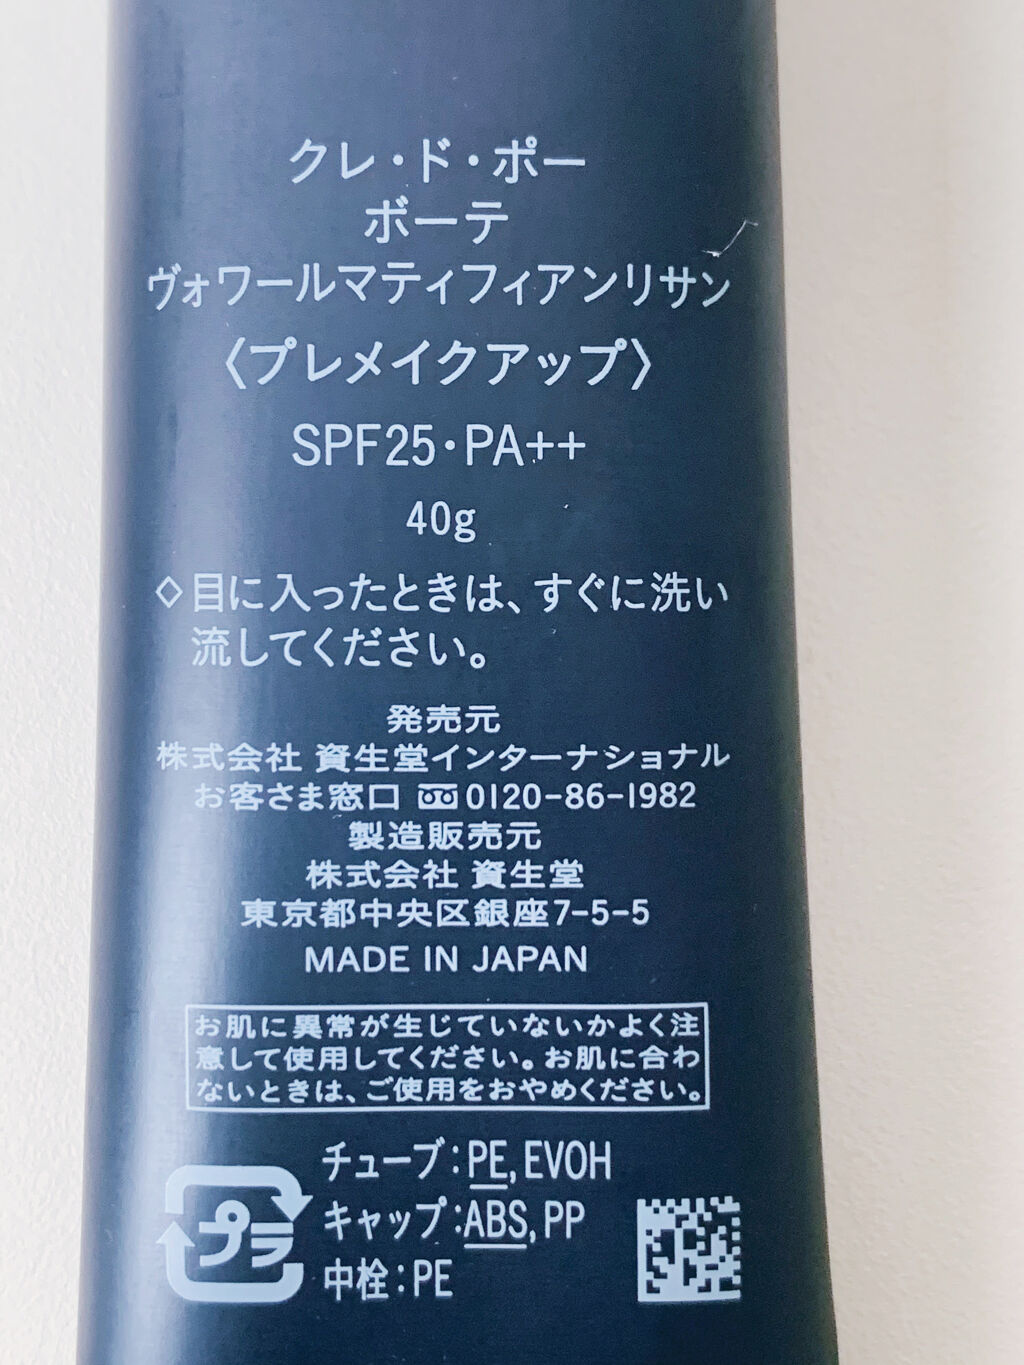 クレ・ド・ポー
ボーテ
ヴォワールマティフィアンリサン
〈プレメイクアップ〉
SPF25・PA++
40g
◇目に入ったときは、すぐに洗い
流してください。
発売元
株式会社 資生堂インターナショナル
お客さま窓口 0120-86-1982
製造販売元
株式会社 資生堂
東京都中央区銀座7-5-5
MADE IN JAPAN
お肌に異常が生じていないかよく注
意して使用してください。お肌に合わ
ないときは、ご使用をおやめください。
チューブ:PE, EVOH
キャップ:ABS, PP
中栓:PE
プラ